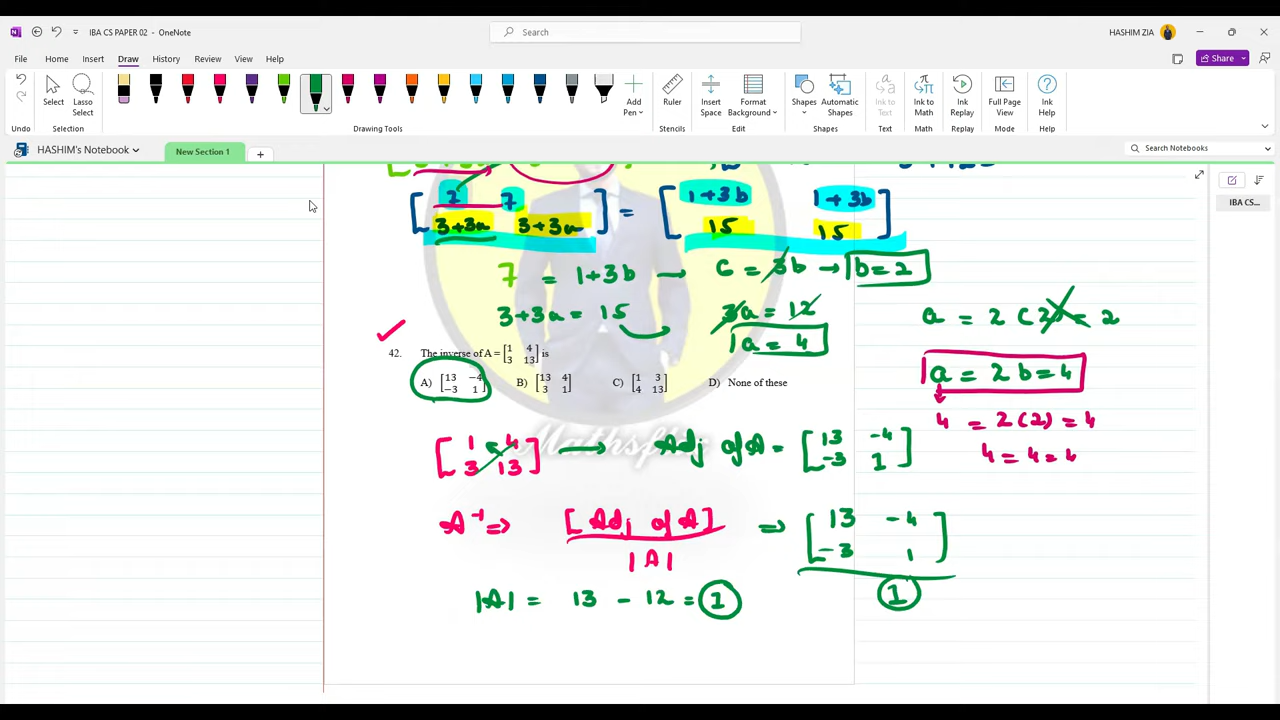 IBA CS PAPER 02 - OneNote
Search
HASHIM ZIA
File Home Insert Draw History Review View Help
Share
Undo
Select
Lasso Select
Add Pen
Ruler
Insert Space
Format Background
Shapes
Automatic Shapes
Ink to Text
Ink to Math
Ink Replay
Full Page View
Ink Help
Undo Selection Drawing Tools Stencils Edit Shapes Text Math Replay Mode Help
HASHIM's Notebook
New Section 1
Search Notebooks
IBA CS...
7 1+3b 1+3b
3+3a 3+3a = 15 15
7 = 1+3b → 6 = 3b → b=2
3+3a = 15 3a = 12
a = 4
a = 2 (2) = 2
a = 2 b = 4
4 = 2(2) = 4
4 = 4 = 4
42. The inverse of A = [1 4
3 13] is
A) [13 -4
-3 1] B) [13 4
3 1] C) [1 3
4 13] D) None of these
[1 4
3 13] → Adj of A = [13 -4
-3 1]
A⁻¹ ⇒ [Adj of A] ⇒ [13 -4
-3 1]
|A| 1
|A| = 13 - 12 = 1